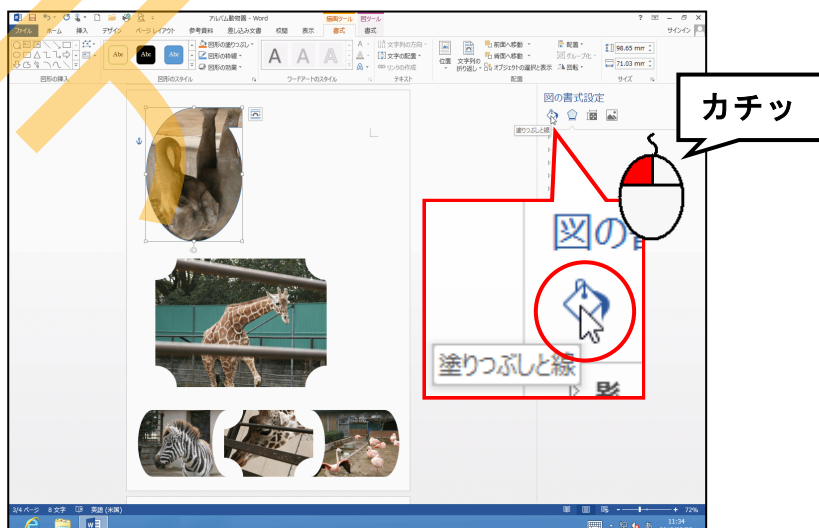 アルバム動物園 - Word
描画ツール 図ツール
ファイル ホーム 挿入 デザイン ページ レイアウト 参考資料 差し込み文書 校閲 表示 書式 書式
サインイン
Abc Abc Abc
図形の塗りつぶし
図形の枠線
図形の効果
A A A
文字列の方向
文字の配置
リンクの作成
位置 文字列の折り返し
前面へ移動
背面へ移動
オブジェクトの選択と表示
配置
グループ化
回転
98.65 mm
71.03 mm
図形の挿入 図形のスタイル ワードアートのスタイル テキスト 配置 サイズ
図の書式設定
塗りつぶしと線
カチッ
図の
塗りつぶしと線
影
3/4 ページ 8 文字 英語 (米国)
72%
11:34